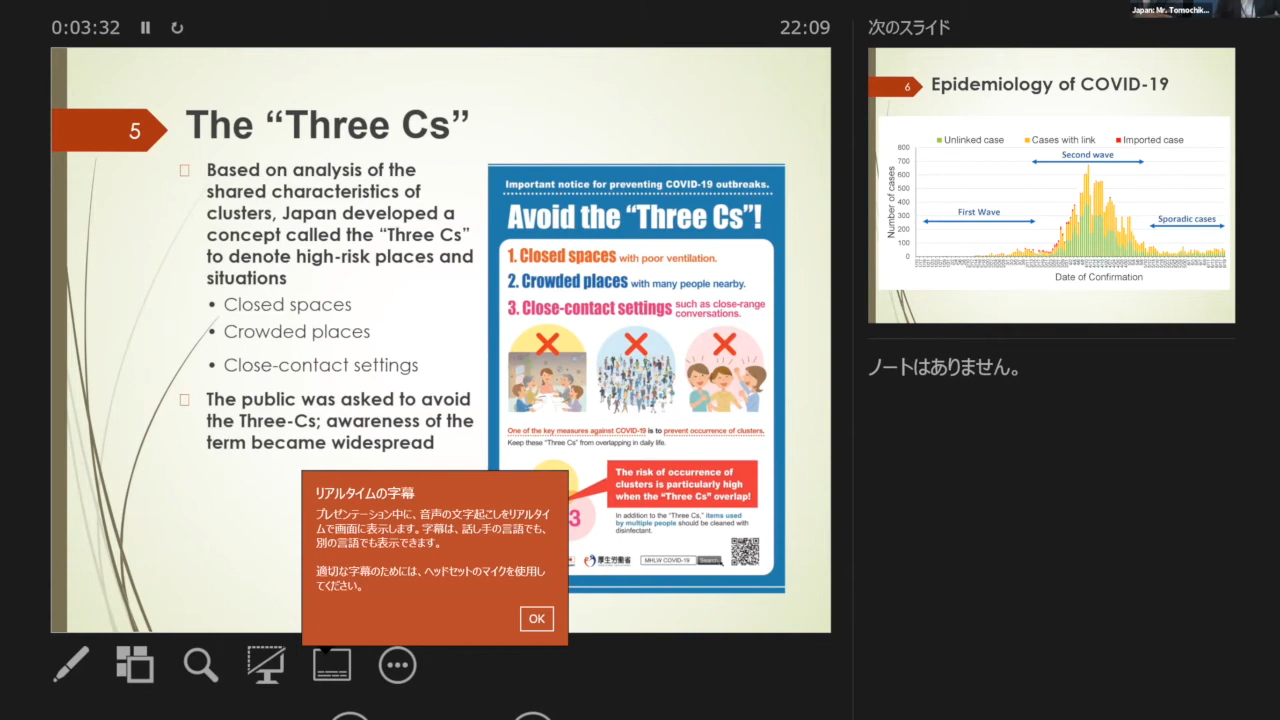 0:03:32
22:09
5
The “Three Cs”
Based on analysis of the
shared characteristics of
clusters, Japan developed a
concept called the “Three Cs”
to denote high-risk places and
situations
• Closed spaces
• Crowded places
• Close-contact settings
The public was asked to avoid
the Three-Cs; awareness of the
term became widespread
Important notice for preventing COVID-19 outbreaks.
Avoid the “Three Cs”!
1. Closed spaces with poor ventilation.
2. Crowded places with many people nearby.
3. Close-contact settings such as close-range
conversations.
One of the key measures against COVID-19 is to prevent occurrence of clusters.
Keep these “Three Cs” from overlapping in daily life.
The risk of occurrence of
clusters is particularly high
when the “Three Cs” overlap!
3
In addition to the “Three Cs,” items used
by multiple people should be cleaned with
disinfectant.
厚生労働省
MHLW COVID-19
Search
リアルタイムの字幕
プレゼンテーション中に、音声の文字起こしをリアルタイ
ムで画面に表示します。字幕は、話し手の言語でも、
別の言語でも表示できます。
適切な字幕のためには、ヘッドセットのマイクを使用し
てください。
OK
Japan: Mr. Tomochik...
次のスライド
6
Epidemiology of COVID-19
Unlinked case
Cases with link
Imported case
Number of cases
800
700
600
500
400
300
200
100
0
Second wave
First Wave
Sporadic cases
Date of Confirmation
ノートはありません。